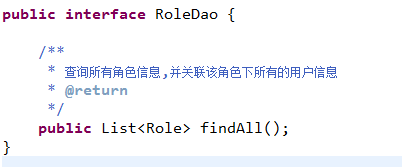 public interface RoleDao {
/**
* 查询所有角色信息,并关联该角色下所有的用户信息
* @return
*/
public List<Role> findAll();
}